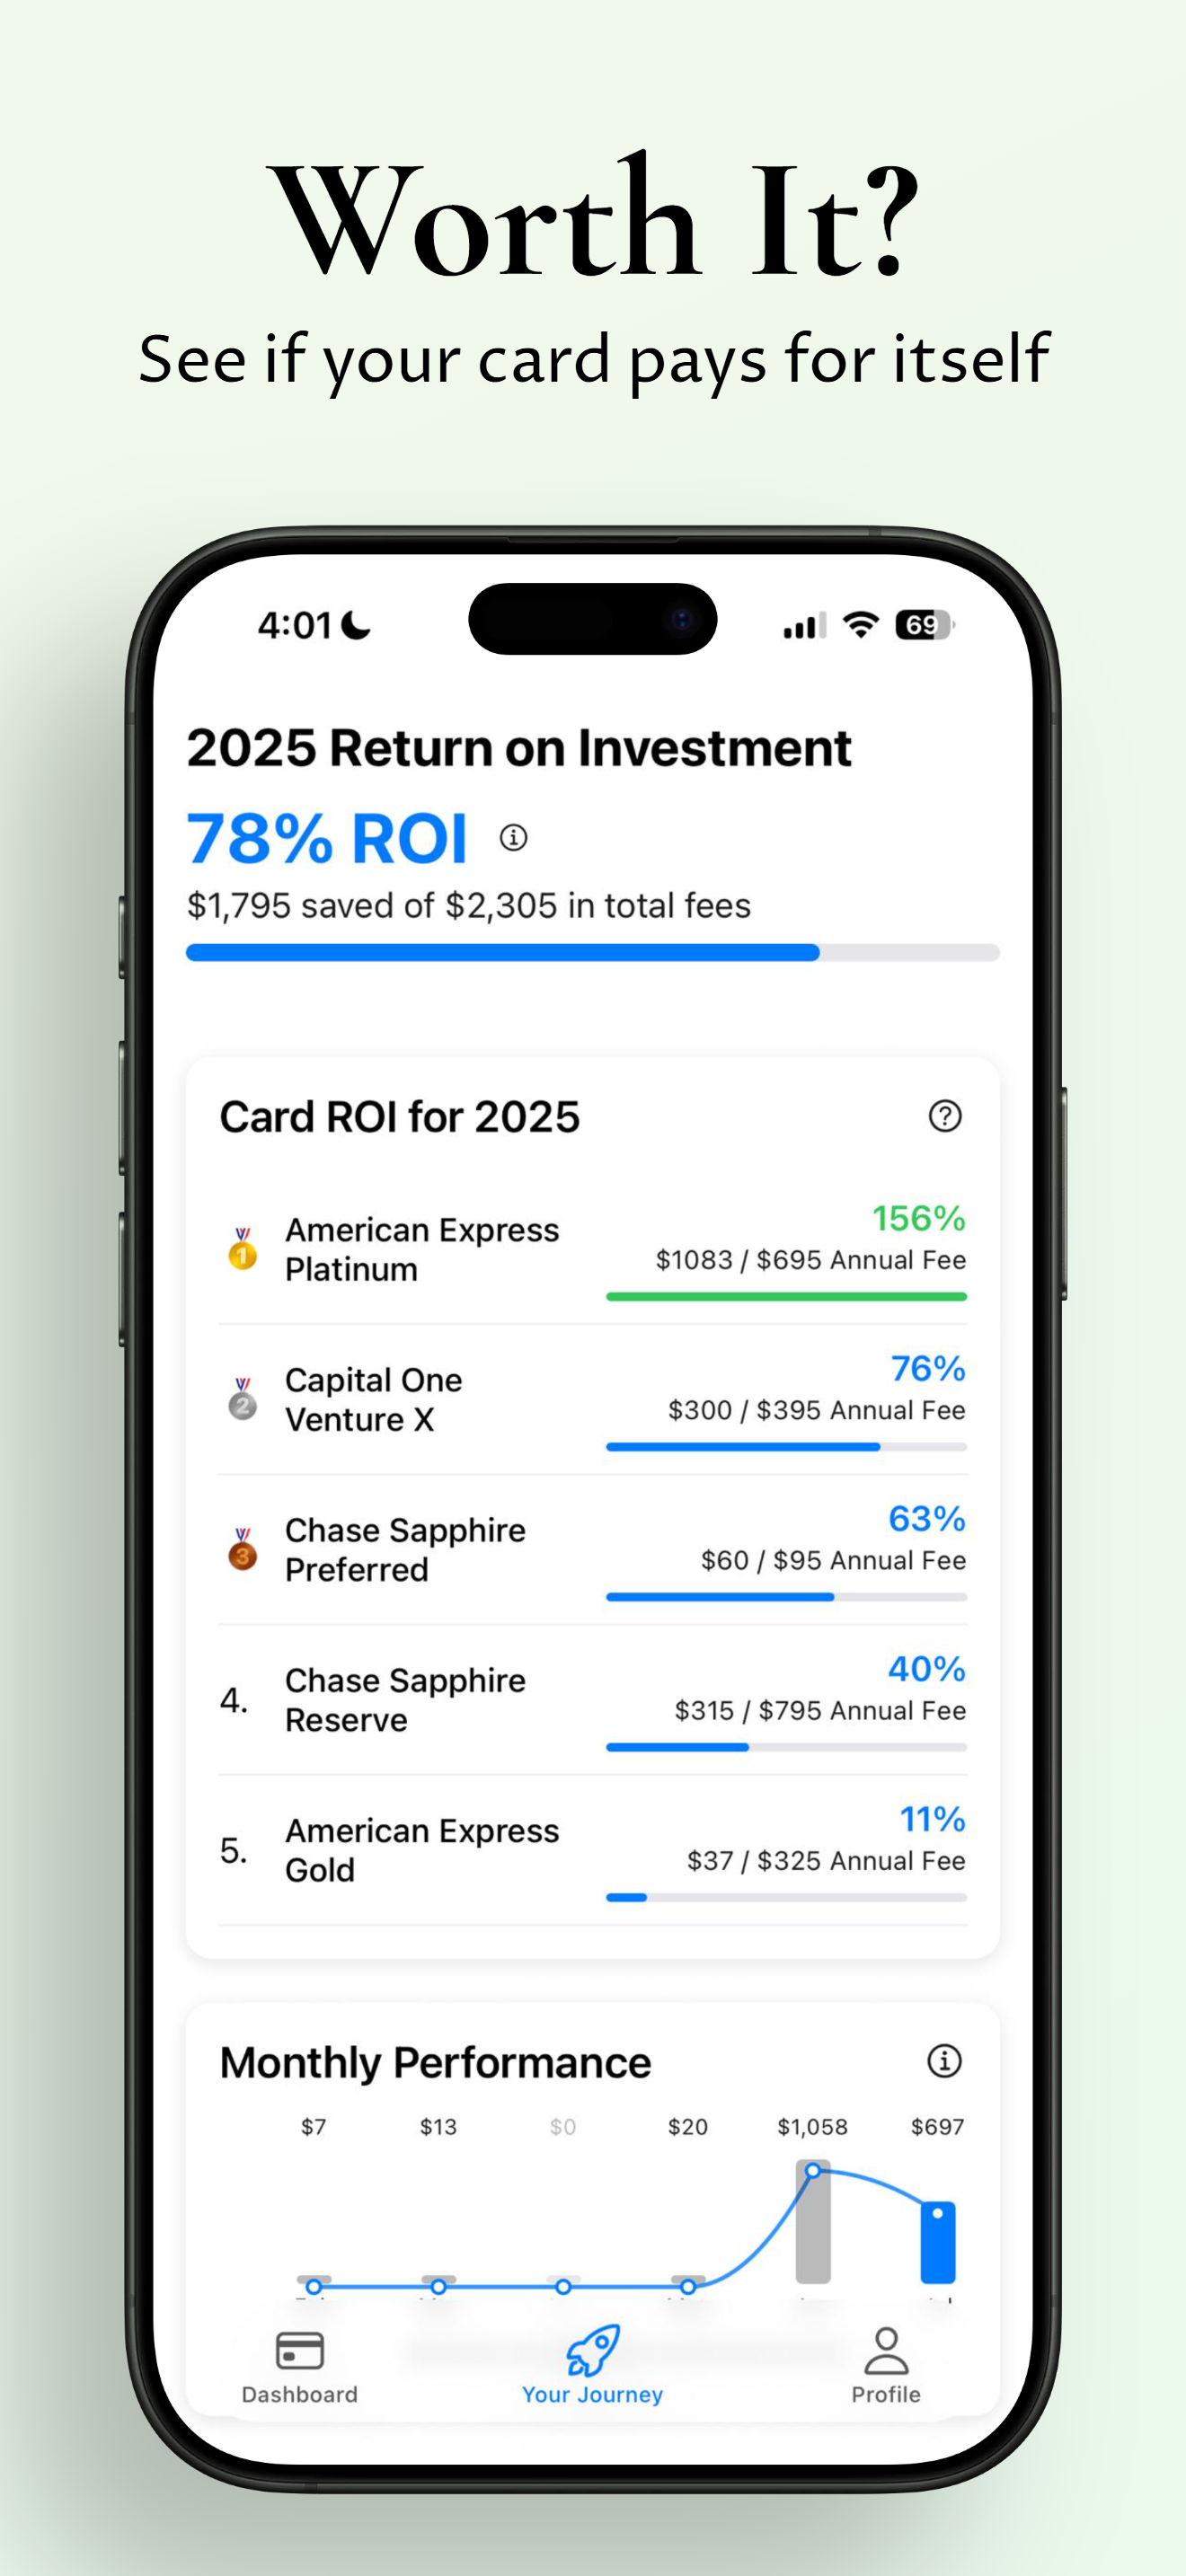 Worth It?
See if your card pays for itself
4:01
69
2025 Return on Investment
78% ROI
$1,795 saved of $2,305 in total fees
Card ROI for 2025
1
American Express
Platinum
156%
$1083 / $695 Annual Fee
2
Capital One
Venture X
76%
$300 / $395 Annual Fee
3
Chase Sapphire
Preferred
63%
$60 / $95 Annual Fee
4.
Chase Sapphire
Reserve
40%
$315 / $795 Annual Fee
5.
American Express
Gold
11%
$37 / $325 Annual Fee
Monthly Performance
$7 $13 $0 $20 $1,058 $697
Dashboard
Your Journey
Profile